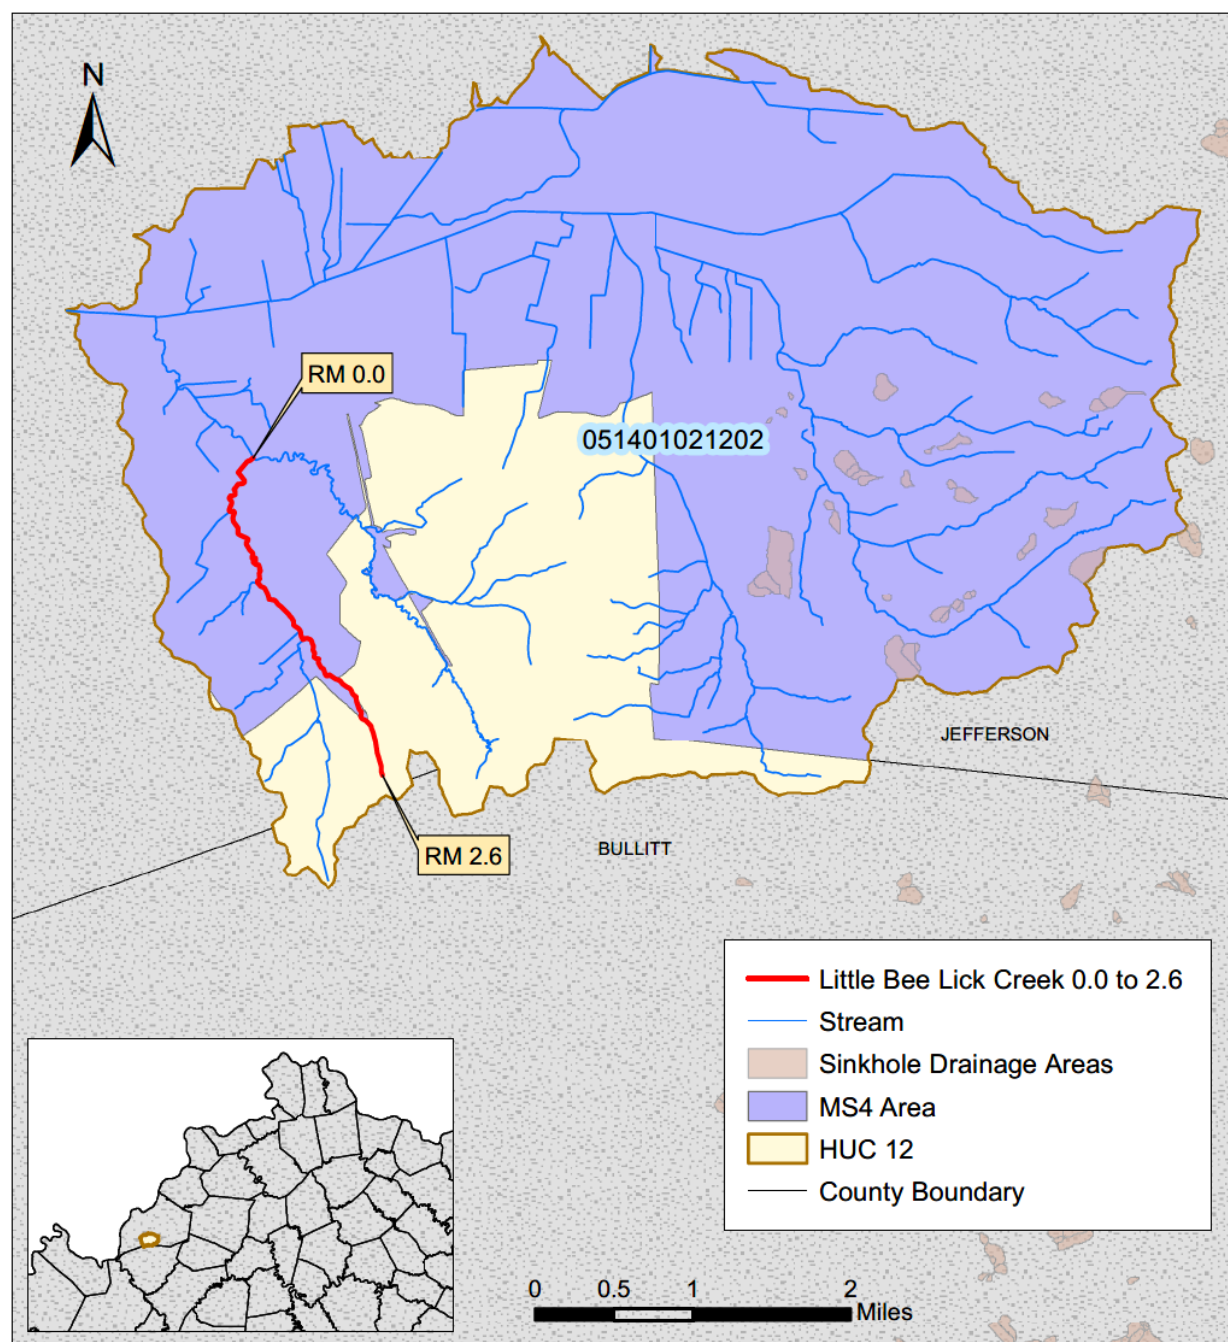 N
RM 0.0
051401021202
JEFFERSON
RM 2.6
BULLITT
Little Bee Lick Creek 0.0 to 2.6
Stream
Sinkhole Drainage Areas
MS4 Area
HUC 12
County Boundary
0 0.5 1 2
Miles